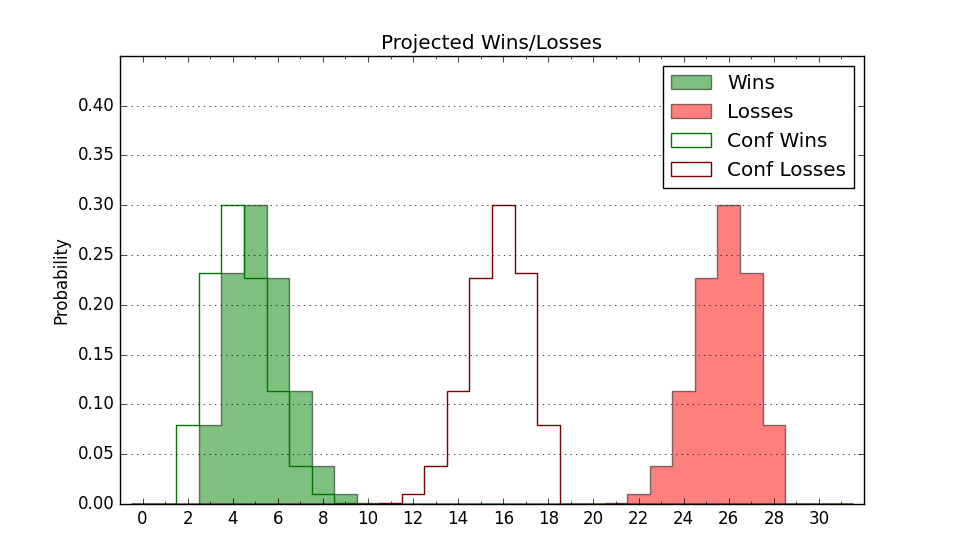 Projected Wins/Losses
Wins
Losses
Conf Wins
Conf Losses
Probability
0.40
0.35
0.30
0.25
0.20
0.15
0.10
0.05
0.00
0 2 4 6 8 10 12 14 16 18 20 22 24 26 28 30